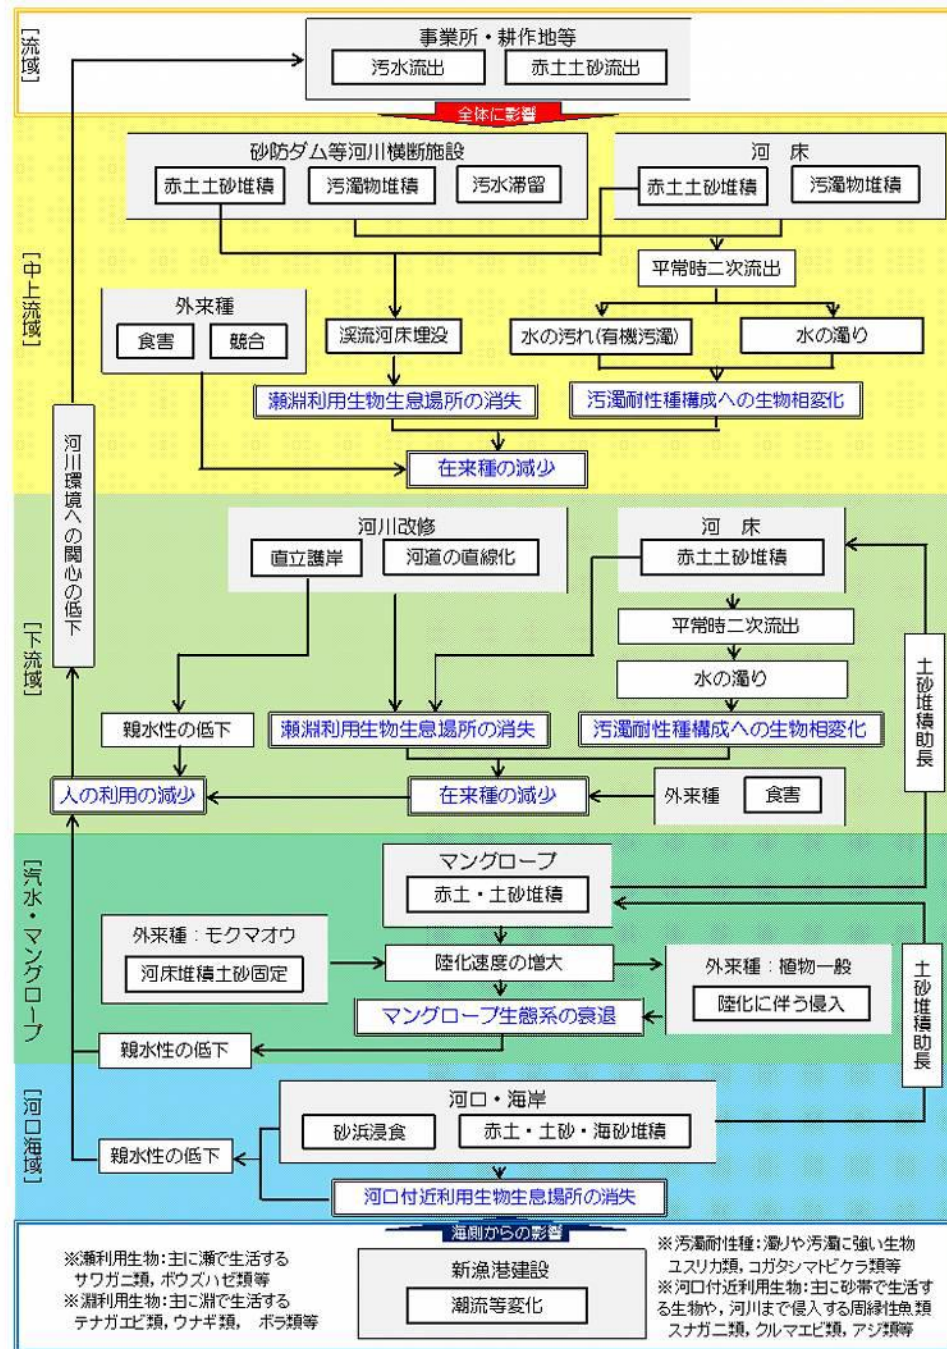 [流域]
事業所・耕作地等
汚水流出
赤土土砂流出
全体に影響
[中上流域]
砂防ダム等河川横断施設
赤土土砂堆積
汚濁物堆積
汚水滞留
河 床
赤土土砂堆積
汚濁物堆積
平常時二次流出
外来種
食害
競合
渓流河床埋没
水の汚れ(有機汚濁)
水の濁り
瀬淵利用生物生息場所の消失
汚濁耐性種構成への生物相変化
在来種の減少
河川環境への関心の低下
[下流域]
河川改修
直立護岸
河道の直線化
河 床
赤土土砂堆積
平常時二次流出
水の濁り
土砂堆積助長
親水性の低下
瀬淵利用生物生息場所の消失
汚濁耐性種構成への生物相変化
人の利用の減少
在来種の減少
外来種
食害
[汽水・マングローブ]
マングローブ
赤土・土砂堆積
外来種：モクマオウ
河床堆積土砂固定
陸化速度の増大
外来種：植物一般
陸化に伴う侵入
土砂堆積助長
マングローブ生態系の衰退
親水性の低下
[河口海域]
河口・海岸
砂浜浸食
赤土・土砂・海砂堆積
親水性の低下
河口付近利用生物生息場所の消失
海側からの影響
新漁港建設
潮流等変化
※瀬利用生物：主に瀬で生活する
サワガニ類，ボウズハゼ類等
※淵利用生物：主に淵で生活する
テナガエビ類，ウナギ類， ボラ類等
※汚濁耐性種：濁りや汚濁に強い生物
ユスリカ類，コガタシマトビケラ類等
※河口付近利用生物：主に砂帯で生活す
る生物や，河川まで侵入する周縁性魚類
スナガニ類，クルマエビ類，アジ類等